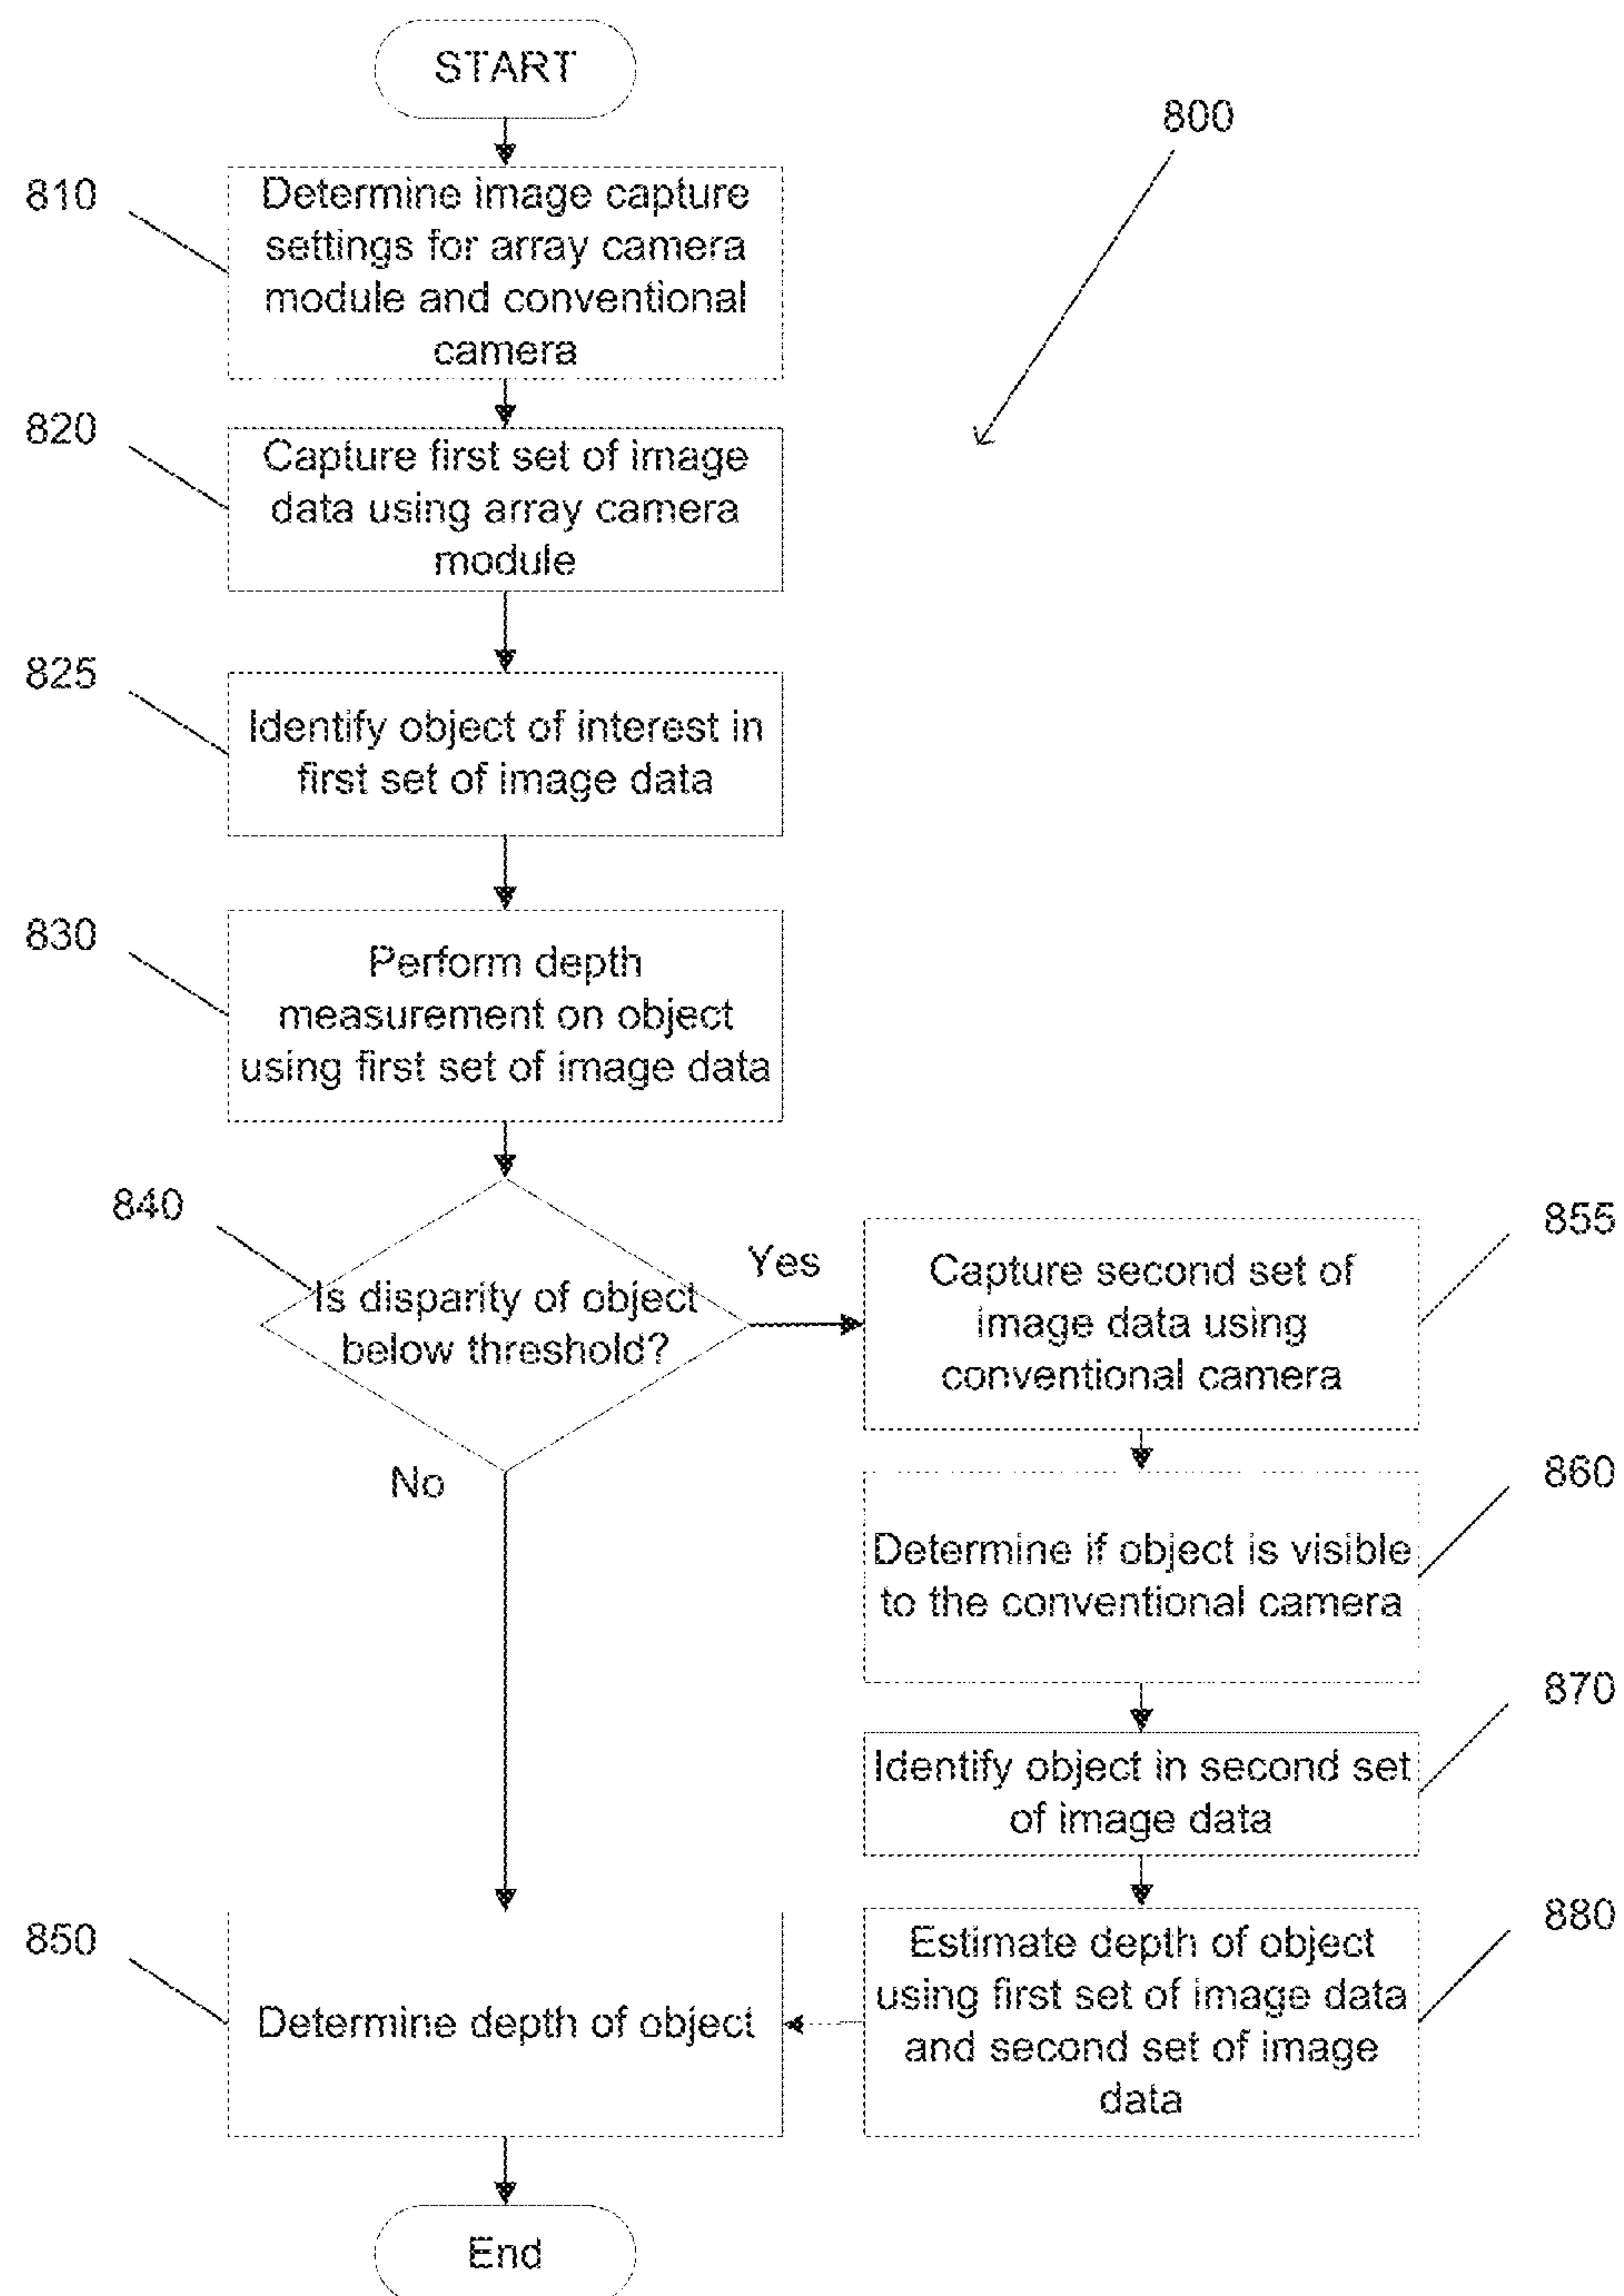 START
800
810
Determine image capture
settings for array camera
module and conventional
camera
820
Capture first set of image
data using array camera
module
825
Identify object of interest in
first set of image data
830
Perform depth
measurement on object
using first set of image data
840
Is disparity of object
below threshold?
Yes
No
855
Capture second set of
image data using
conventional camera
860
Determine if object is visible
to the conventional camera
870
Identify object in second set
of image data
880
Estimate depth of object
using first set of image data
and second set of image
data
850
Determine depth of object
End